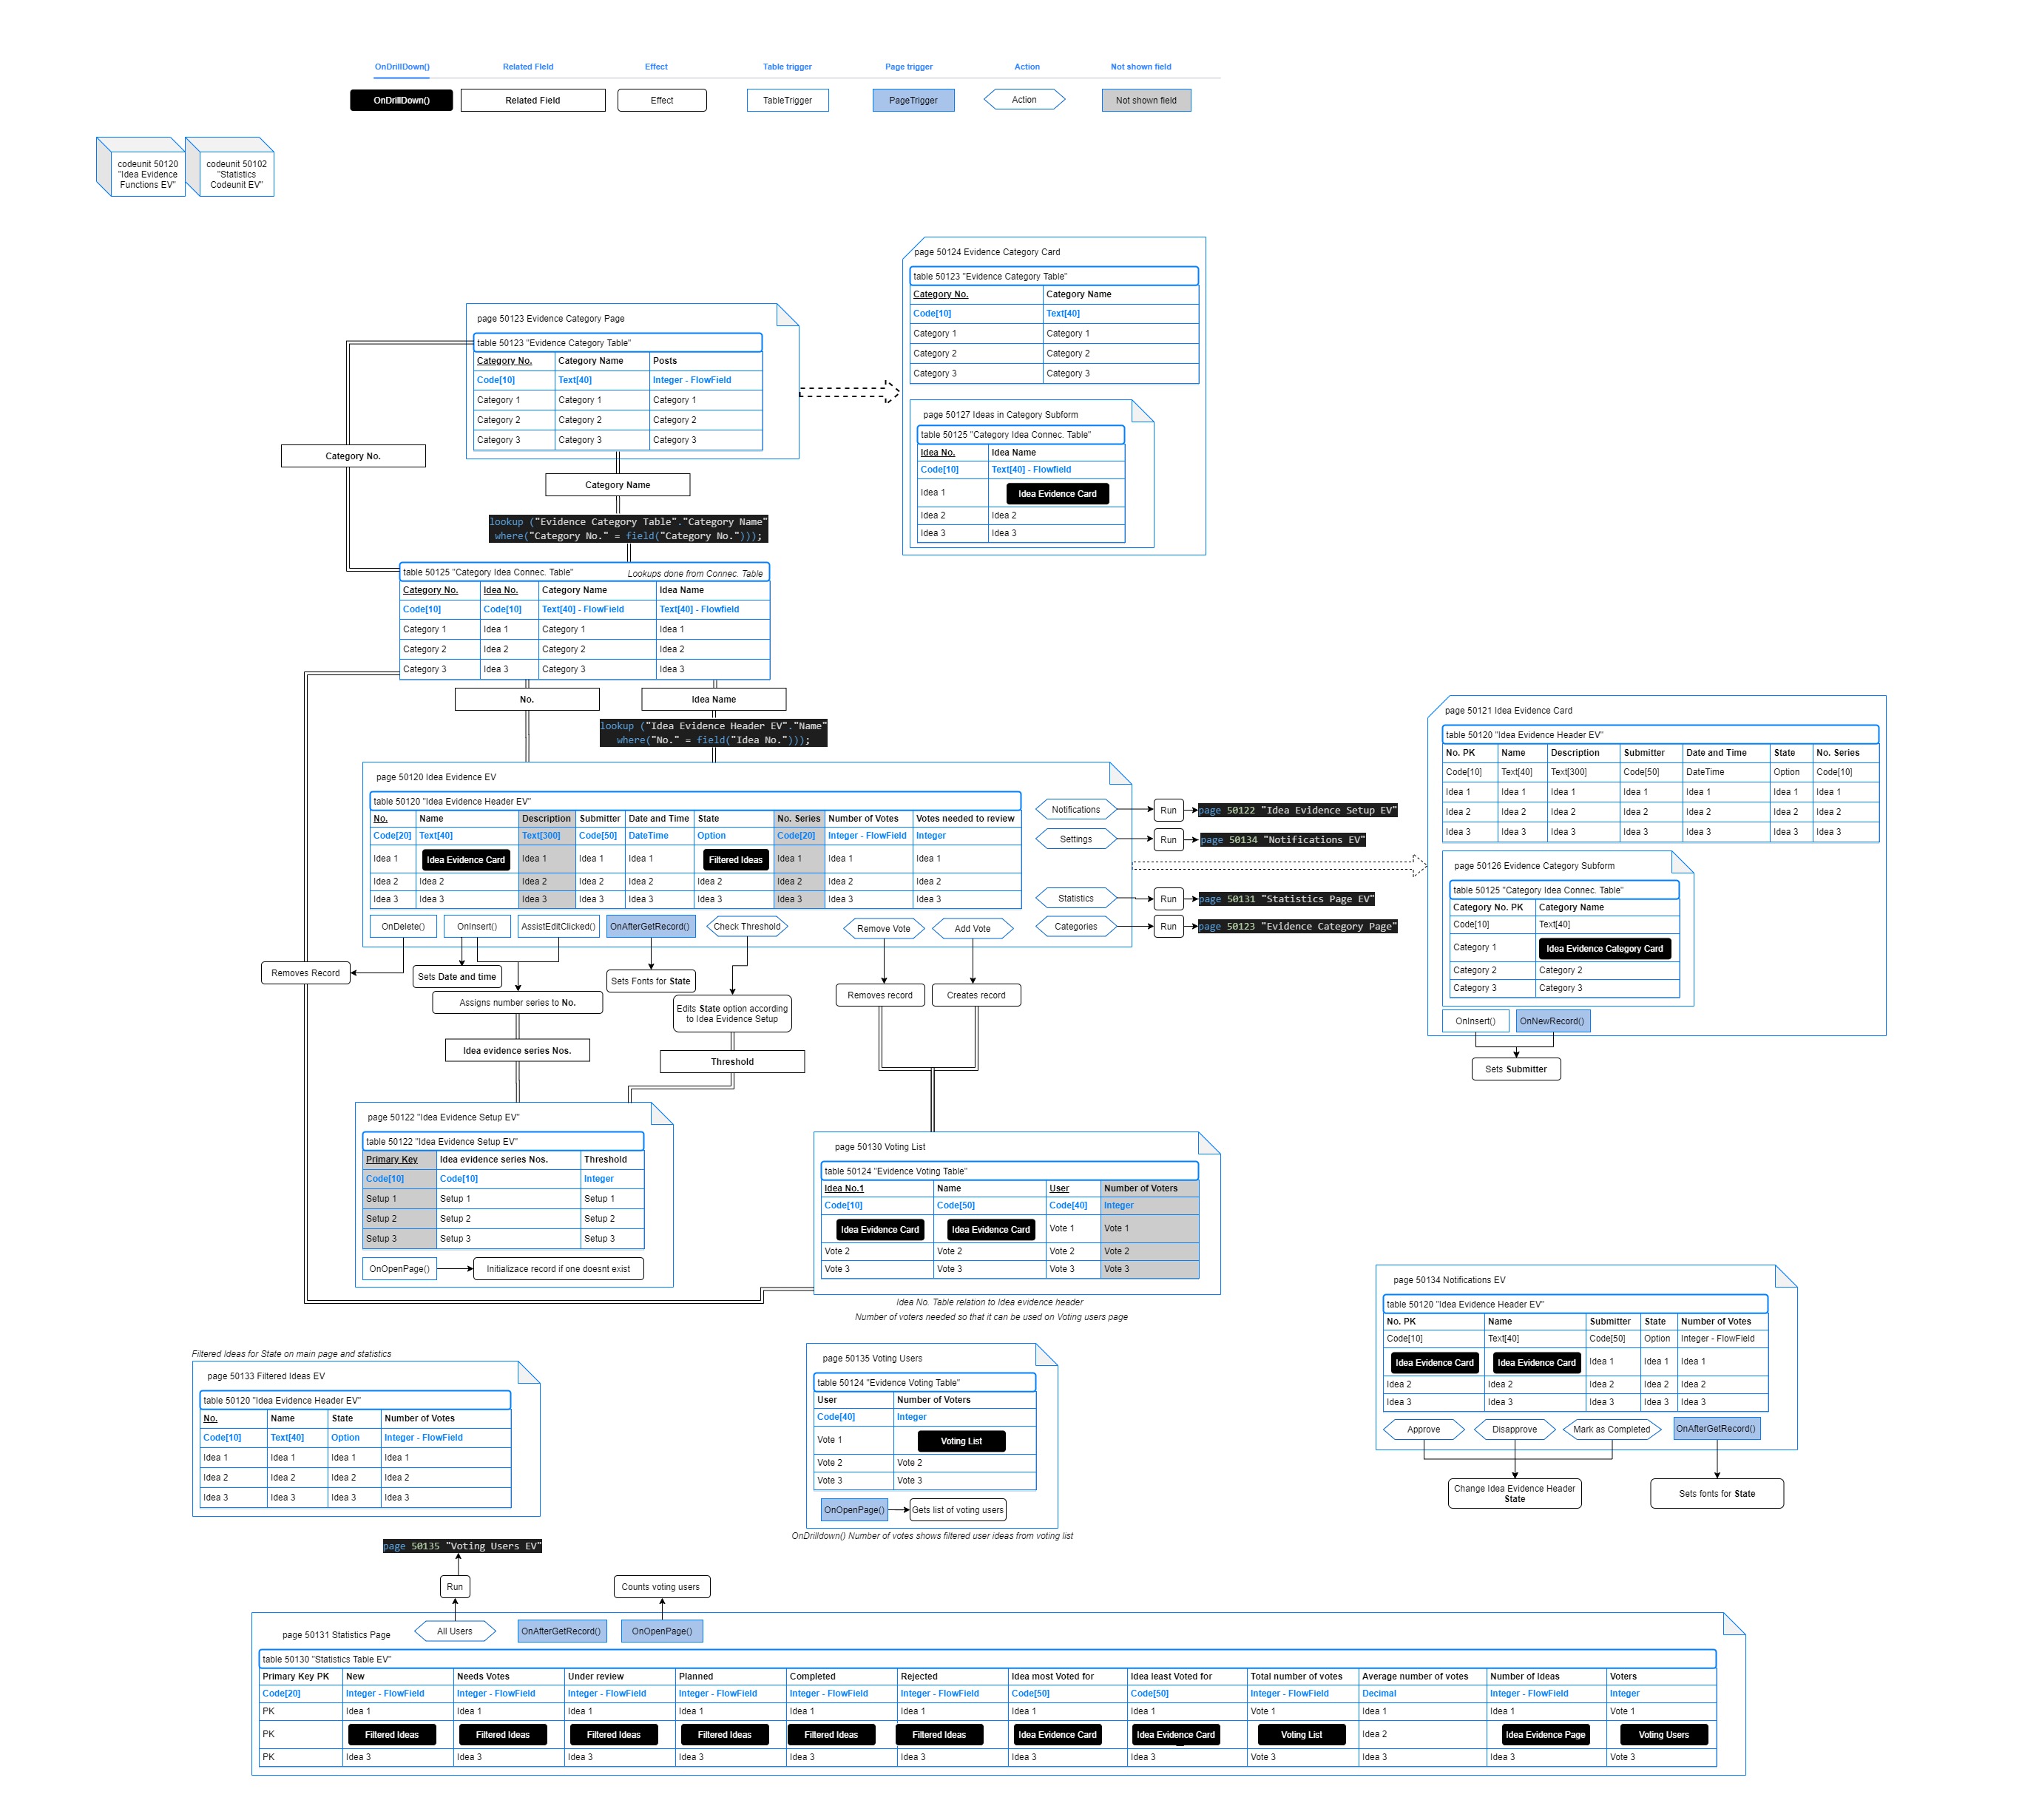 OnDrillDown() Related FIeld Effect Table trigger Page trigger Action Not shown field
OnDrillDown() Related Field Effect TableTrigger PageTrigger Action Not shown field
codeunit 50120
"Idea Evidence
Functions EV"
codeunit 50102
"Statistics
Codeunit EV"
page 50124 Evidence Category Card
table 50123 "Evidence Category Table"
Category No. Category Name
Code[10] Text[40]
Category 1 Category 1
Category 2 Category 2
Category 3 Category 3
page 50127 Ideas in Category Subform
table 50125 "Category Idea Connec. Table"
Idea No. Idea Name
Code[10] Text[40] - Flowfield
Idea 1 Idea Evidence Card
Idea 2 Idea 2
Idea 3 Idea 3
page 50123 Evidence Category Page
table 50123 "Evidence Category Table"
Category No. Category Name Posts
Code[10] Text[40] Integer - FlowField
Category 1 Category 1 Category 1
Category 2 Category 2 Category 2
Category 3 Category 3 Category 3
Category No.
Category Name
lookup ("Evidence Category Table"."Category Name"
where("Category No." = field("Category No.")));
table 50125 "Category Idea Connec. Table" Lookups done from Connec. Table
Category No. Idea No. Category Name Idea Name
Code[10] Code[10] Text[40] - FlowField Text[40] - Flowfield
Category 1 Idea 1 Category 1 Idea 1
Category 2 Idea 2 Category 2 Idea 2
Category 3 Idea 3 Category 3 Idea 3
No.
Idea Name
lookup ("Idea Evidence Header EV"."Name"
where("No." = field("Idea No.")));
page 50120 Idea Evidence EV
table 50120 "Idea Evidence Header EV"
No. Name Description Submitter Date and Time State No. Series Number of Votes Votes needed to review
Code[20] Text[40] Text[300] Code[50] DateTime Option Code[20] Integer - FlowField Integer
Idea 1 Idea Evidence Card Idea 1 Idea 1 Idea 1 Filtered Ideas Idea 1 Idea 1 Idea 1
Idea 2 Idea 2 Idea 2 Idea 2 Idea 2 Idea 2 Idea 2 Idea 2 Idea 2
Idea 3 Idea 3 Idea 3 Idea 3 Idea 3 Idea 3 Idea 3 Idea 3 Idea 3
OnDelete() OnInsert() AssistEditClicked() OnAfterGetRecord() Check Threshold Remove Vote Add Vote
Notifications Run page 50122 "Idea Evidence Setup EV"
Settings Run page 50134 "Notifications EV"
Statistics Run page 50131 "Statistics Page EV"
Categories Run page 50123 "Evidence Category Page"
Removes Record
Sets Date and time
Sets Fonts for State
Assigns number series to No.
Edits State option according
to Idea Evidence Setup
Removes record
Creates record
Idea evidence series Nos.
Threshold
page 50121 Idea Evidence Card
table 50120 "Idea Evidence Header EV"
No. PK Name Description Submitter Date and Time State No. Series
Code[10] Text[40] Text[300] Code[50] DateTime Option Code[10]
Idea 1 Idea 1 Idea 1 Idea 1 Idea 1 Idea 1 Idea 1
Idea 2 Idea 2 Idea 2 Idea 2 Idea 2 Idea 2 Idea 2
Idea 3 Idea 3 Idea 3 Idea 3 Idea 3 Idea 3 Idea 3
page 50126 Evidence Category Subform
table 50125 "Category Idea Connec. Table"
Category No. PK Category Name
Code[10] Text[40]
Category 1 Idea Evidence Category Card
Category 2 Category 2
Category 3 Category 3
OnInsert() OnNewRecord()
Sets Submitter
page 50122 "Idea Evidence Setup EV"
table 50122 "Idea Evidence Setup EV"
Primary Key Idea evidence series Nos. Threshold
Code[10] Code[10] Integer
Setup 1 Setup 1 Setup 1
Setup 2 Setup 2 Setup 2
Setup 3 Setup 3 Setup 3
OnOpenPage() Initializace record if one doesnt exist
page 50130 Voting List
table 50124 "Evidence Voting Table"
Idea No.1 Name User Number of Voters
Code[10] Code[50] Code[40] Integer
Idea Evidence Card Idea Evidence Card Vote 1 Vote 1
Vote 2 Vote 2 Vote 2 Vote 2
Vote 3 Vote 3 Vote 3 Vote 3
Idea No. Table relation to Idea evidence header
Number of voters needed so that it can be used on Voting users page
page 50134 Notifications EV
table 50120 "Idea Evidence Header EV"
No. PK Name Submitter State Number of Votes
Code[10] Text[40] Code[50] Option Integer - FlowField
Idea Evidence Card Idea Evidence Card Idea 1 Idea 1 Idea 1
Idea 2 Idea 2 Idea 2 Idea 2 Idea 2
Idea 3 Idea 3 Idea 3 Idea 3 Idea 3
Approve Disapprove Mark as Completed OnAfterGetRecord()
Change Idea Evidence Header
State
Sets fonts for State
Filtered Ideas for State on main page and statistics
page 50133 Filtered Ideas EV
table 50120 "Idea Evidence Header EV"
No. Name State Number of Votes
Code[10] Text[40] Option Integer - FlowField
Idea 1 Idea 1 Idea 1 Idea 1
Idea 2 Idea 2 Idea 2 Idea 2
Idea 3 Idea 3 Idea 3 Idea 3
page 50135 Voting Users
table 50124 "Evidence Voting Table"
User Number of Voters
Code[40] Integer
Vote 1 Voting List
Vote 2 Vote 2
Vote 3 Vote 3
OnOpenPage() Gets list of voting users
OnDrilldown() Number of votes shows filtered user ideas from voting list
page 50135 "Voting Users EV"
Run
Counts voting users
page 50131 Statistics Page All Users OnAfterGetRecord() OnOpenPage()
table 50130 "Statistics Table EV"
Primary Key PK New Needs Votes Under review Planned Completed Rejected Idea most Voted for Idea least Voted for Total number of votes Average number of votes Number of Ideas Voters
Code[20] Integer - FlowField Integer - FlowField Integer - FlowField Integer - FlowField Integer - FlowField Integer - FlowField Code[50] Code[50] Integer - FlowField Decimal Integer - FlowField Integer
PK Idea 1 Idea 1 Idea 1 Idea 1 Idea 1 Idea 1 Idea 1 Idea 1 Vote 1 Idea 1 Idea 1 Vote 1
PK Filtered Ideas Filtered Ideas Filtered Ideas Filtered Ideas Filtered Ideas Filtered Ideas Idea Evidence Card Idea Evidence Card Voting List Idea 2 Idea Evidence Page Voting Users
PK Idea 3 Idea 3 Idea 3 Idea 3 Idea 3 Idea 3 Idea 3 Idea 3 Vote 3 Idea 3 Idea 3 Vote 3